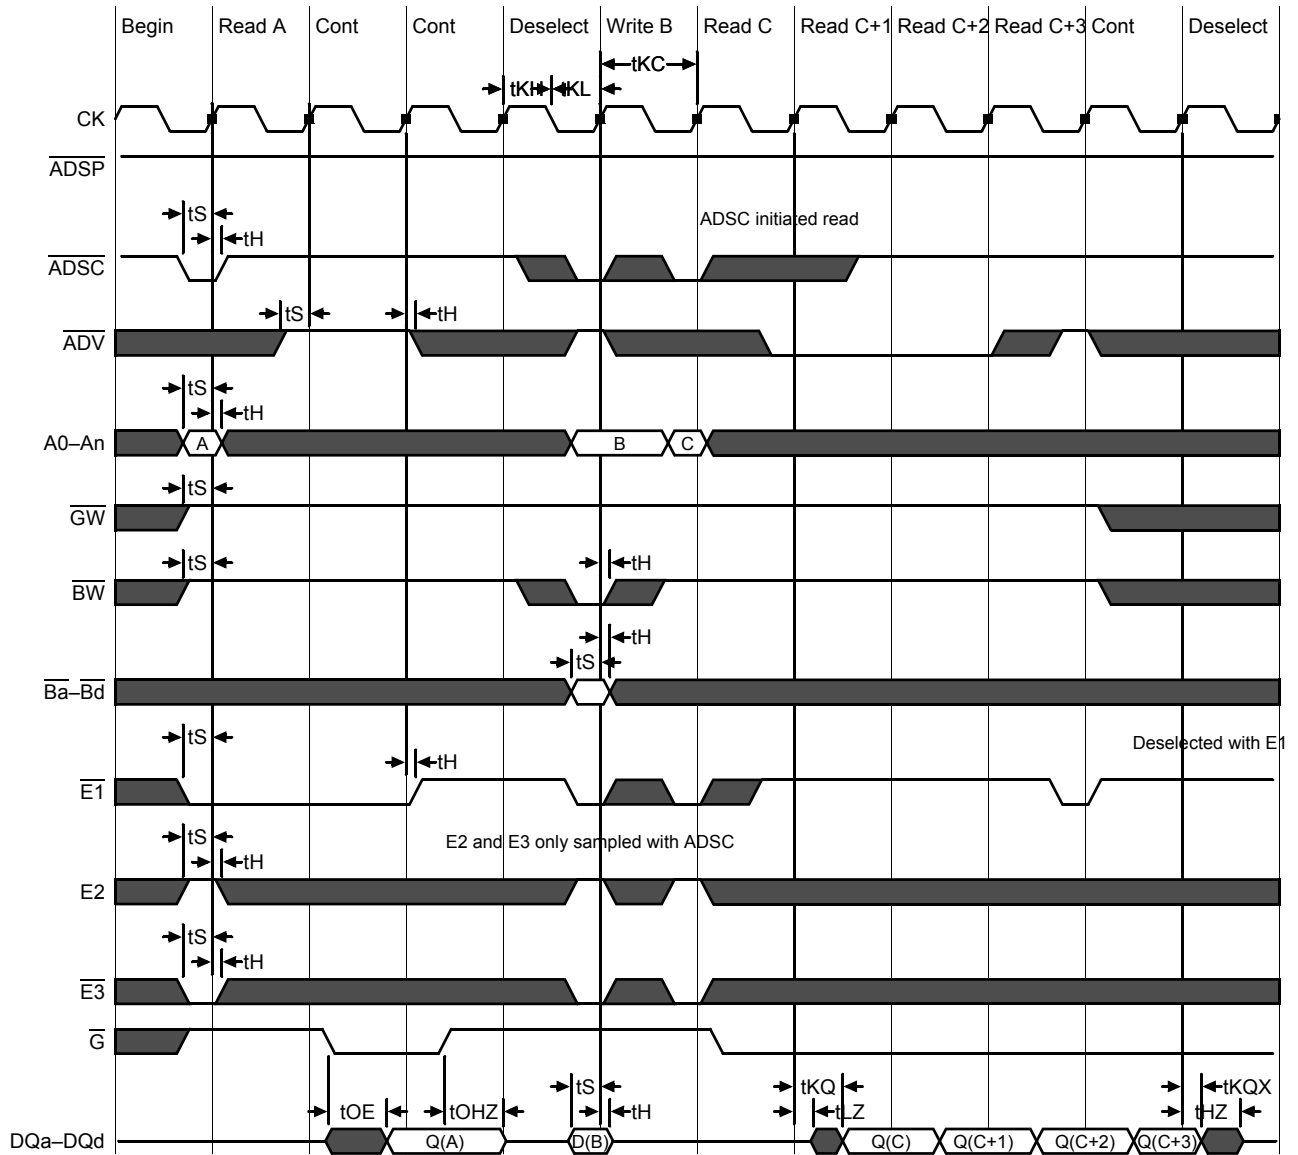 Begin Read A Cont Cont Deselect Write B Read C Read C+1 Read C+2 Read C+3 Cont Deselect
tKC
tKH tKL
CK
ADSP
tS
ADSC initiated read
tH
ADSC
tS tH
ADV
tS
tH
A0–An A B C
tS
GW
tS tH
BW
tH
tS
Ba–Bd
tS
Deselected with E1
tH
E1
tS
E2 and E3 only sampled with ADSC
tH
E2
tS
tH
E3
G
tS tKQ tKQX
tOE tOHZ tH tLZ tHZ
DQa–DQd Q(A) D(B) Q(C) Q(C+1) Q(C+2) Q(C+3)